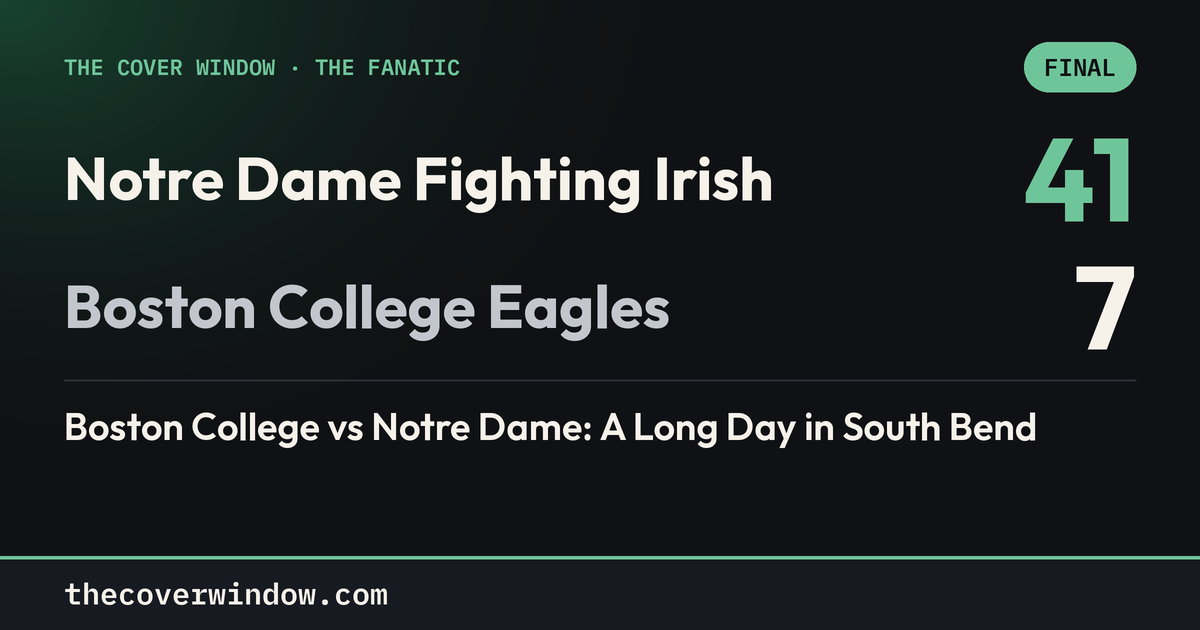 THE COVER WINDOW · THE FANATIC
FINAL
Notre Dame Fighting Irish
41
Boston College Eagles
7
Boston College vs Notre Dame: A Long Day in South Bend
thecoverwindow.com